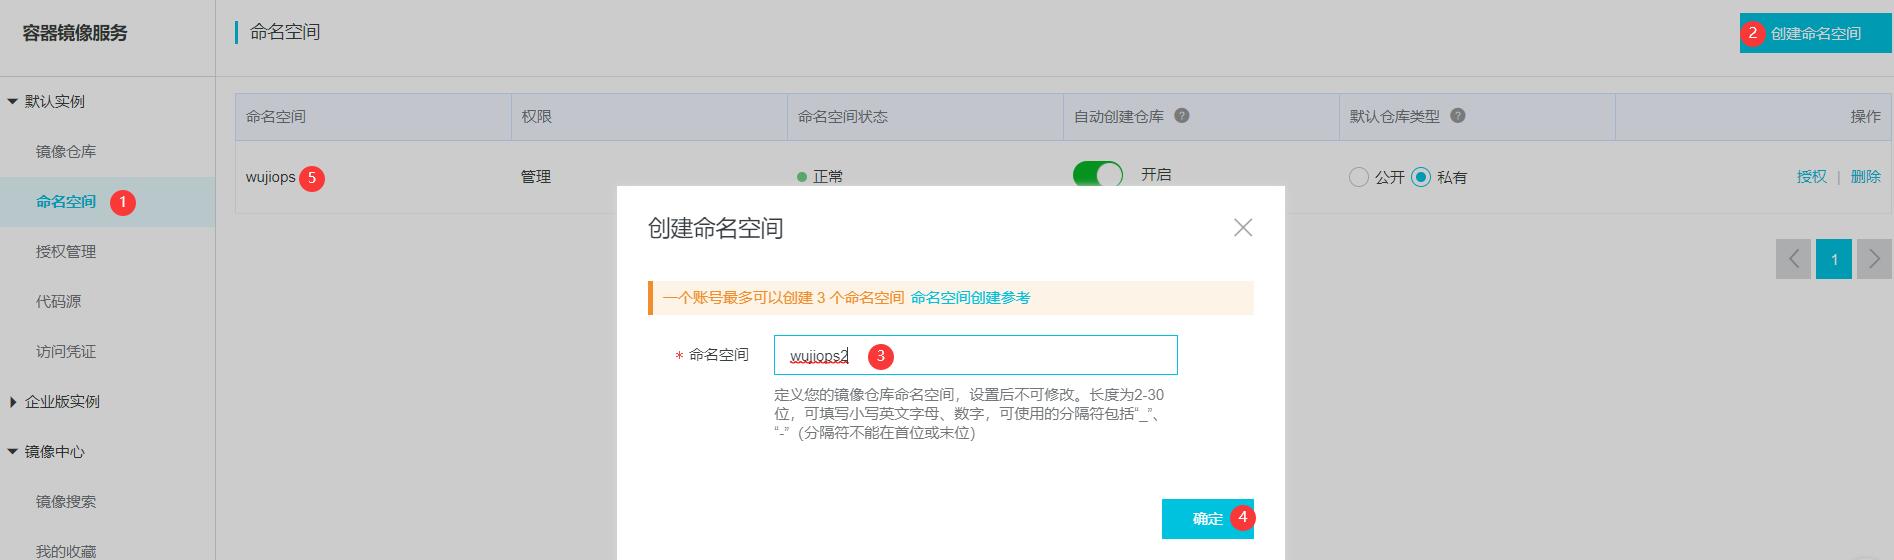 容器镜像服务
命名空间
2 创建命名空间
默认实例
镜像仓库
命名空间 1
授权管理
代码源
访问凭证
企业版实例
镜像中心
镜像搜索
我的收藏
命名空间 权限 命名空间状态 自动创建仓库 ? 默认仓库类型 ? 操作
wujiops 5 管理 正常 开启 公开 私有 授权 | 删除
1
创建命名空间
一个账号最多可以创建 3 个命名空间 命名空间创建参考
* 命名空间 wujiops2 3
定义您的镜像仓库命名空间，设置后不可修改。长度为2-30
位，可填写小写英文字母、数字，可使用的分隔符包括“_”、
“-”（分隔符不能在首位或末位）
确定 4